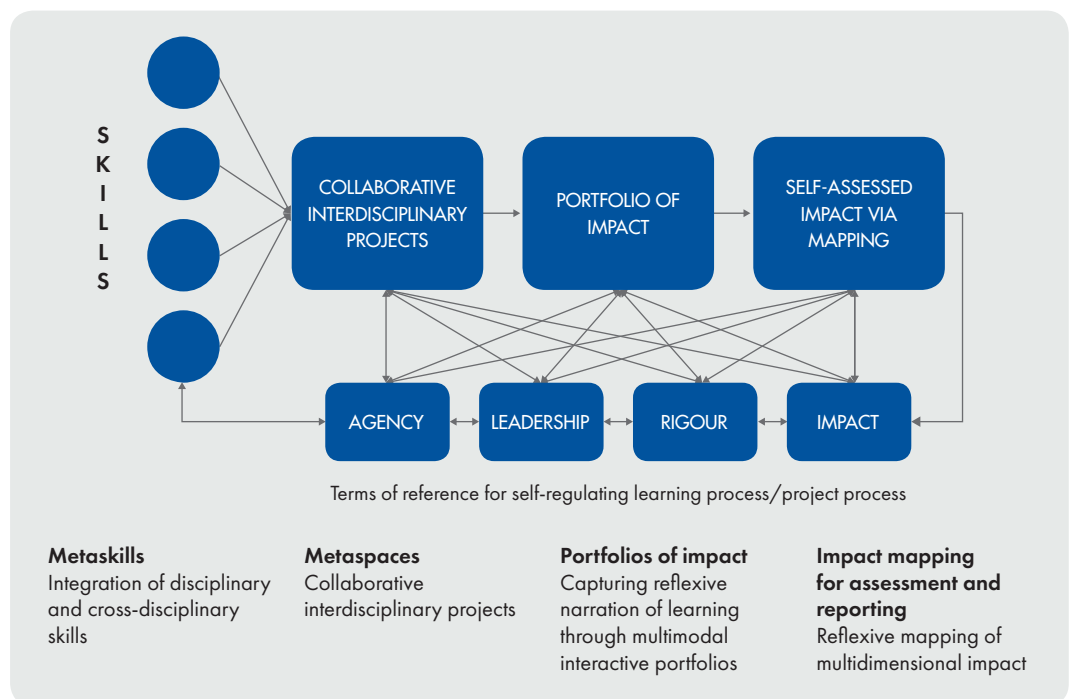 SKILLS
COLLABORATIVE
INTERDISCIPLINARY
PROJECTS
PORTFOLIO OF
IMPACT
SELF-ASSESSED
IMPACT VIA
MAPPING
AGENCY
LEADERSHIP
RIGOUR
IMPACT
Terms of reference for self-regulating learning process/project process
Metaskills
Integration of disciplinary
and cross-disciplinary
skills
Metaspaces
Collaborative
interdisciplinary projects
Portfolios of impact
Capturing reflexive
narration of learning
through multimodal
interactive portfolios
Impact mapping
for assessment and
reporting
Reflexive mapping of
multidimensional impact